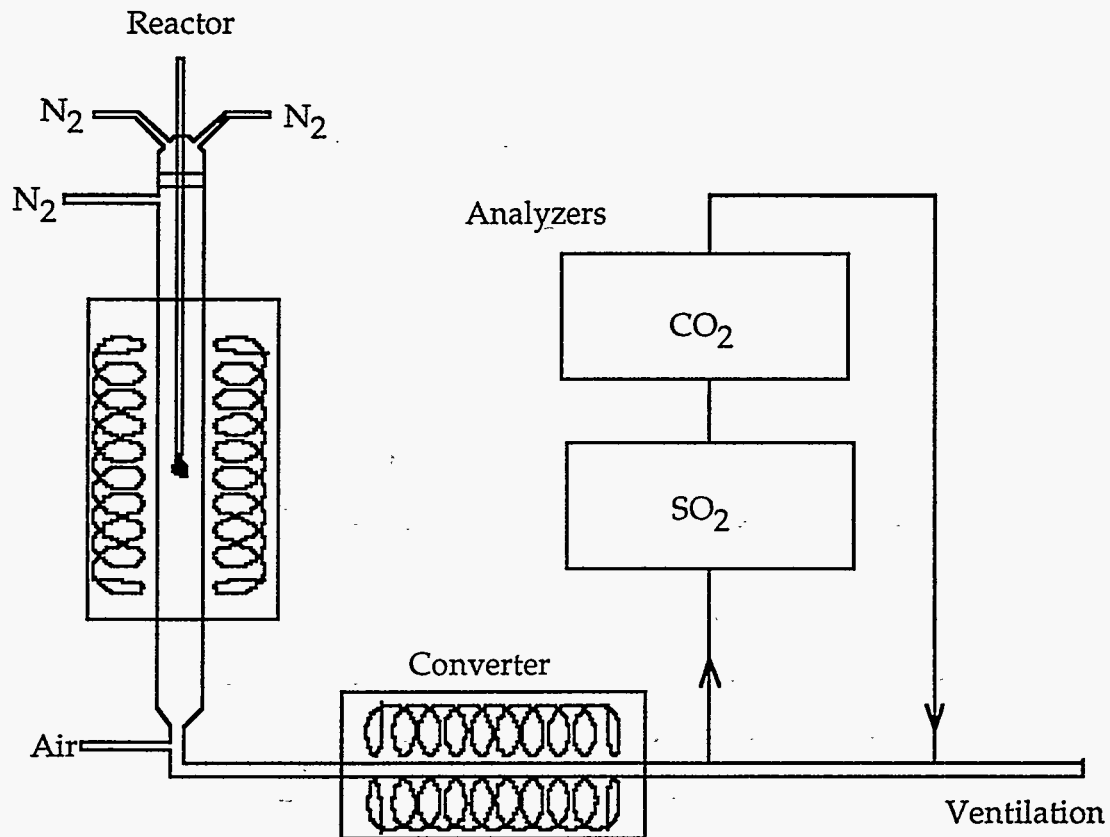 Reactor
N2
N2
N2
Analyzers
CO2
SO2
Converter
Air
Ventilation